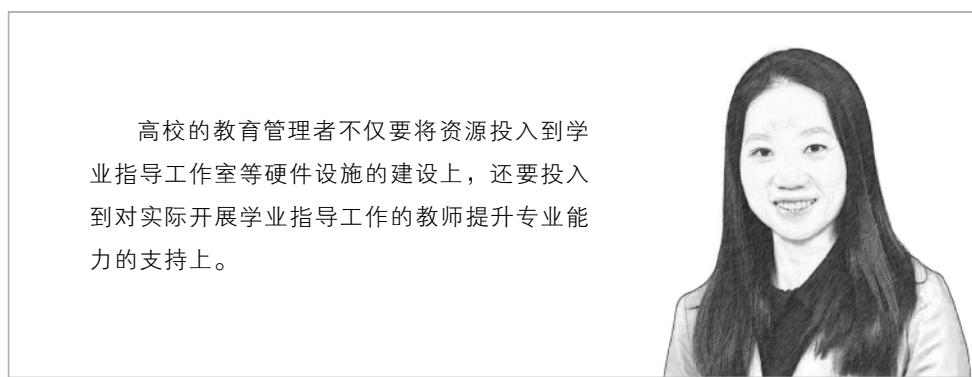 高校的教育管理者不仅要将资源投入到学
业指导工作室等硬件设施的建设上，还要投入
到对实际开展学业指导工作的教师提升专业能
力的支持上。